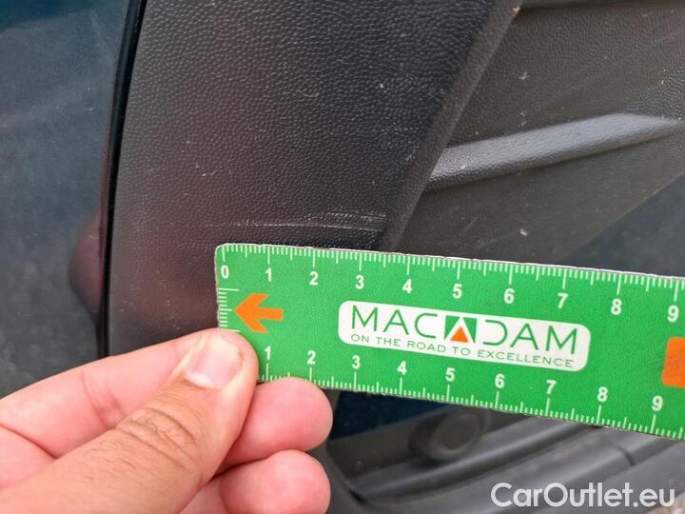 0 1 2 3 4 5 6 7 8 9
MACADAM
ON THE ROAD TO EXCELLENCE
1 2 3 4 5 6 7 8 9
CarOutlet.eu